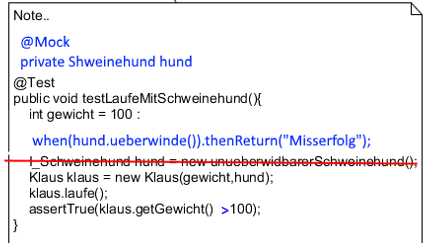 Note..
@Mock
private Shweinehund hund
@Test
public void testLaufeMitSchweinehund(){
int gewicht = 100 :
when(hund.ueberwinde()).thenReturn("Misserfolg");
I_Schweinehund hund = new unueberwidbarerSchweinehund();
Klaus klaus = new Klaus(gewicht,hund);
klaus.laufe();
assertTrue(klaus.getGewicht() >100);
}